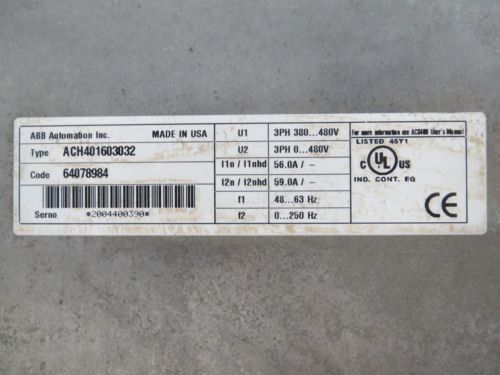 ABB Automation Inc. MADE IN USA
Type ACH401603032
Code 64078984
Serno *2004400390*
U1 3PH 380...480V
U2 3PH 0...480V
I1n / I1nhd 56.0A / -
I2n / I2nhd 59.0A / -
f1 48...63 Hz
f2 0...250 Hz
For more information see ACS400 User's Manual
LISTED 45Y1
C UL US
IND. CONT. EQ
CE